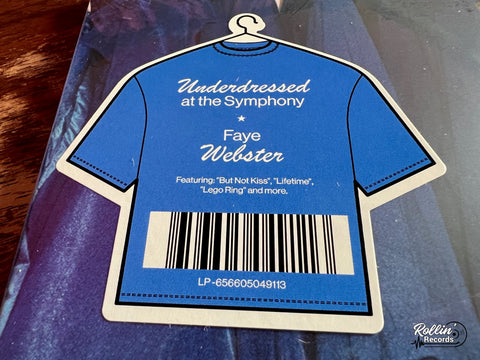 Underdressed
at the Symphony
Faye
Webster
Featuring: "But Not Kiss", "Lifetime",
"Lego Ring" and more.
LP-656605049113
Rollin'
Records